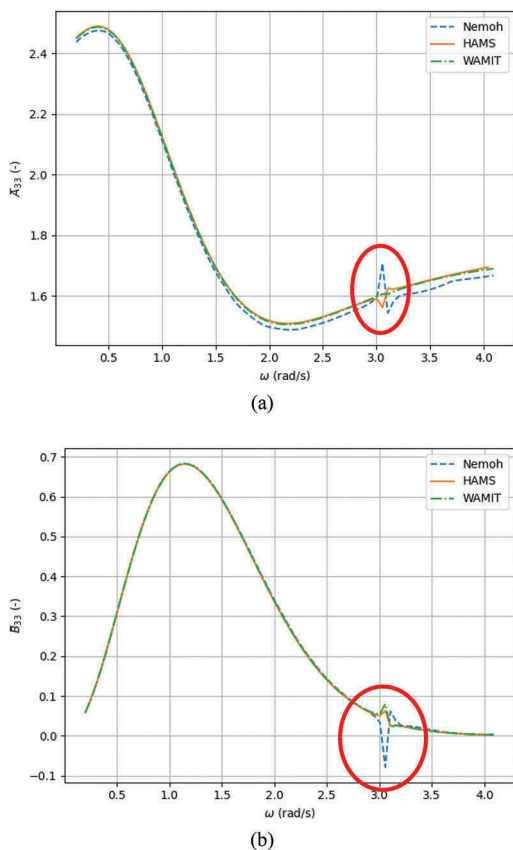 2.4
2.2
2.0
1.8
1.6
Ā₃₃ (-)
Nemoh
HAMS
WAMIT
0.5 1.0 1.5 2.0 2.5 3.0 3.5 4.0
ω (rad/s)
(a)
0.7
0.6
0.5
0.4
0.3
0.2
0.1
0.0
−0.1
B̄₃₃ (-)
Nemoh
HAMS
WAMIT
0.5 1.0 1.5 2.0 2.5 3.0 3.5 4.0
ω (rad/s)
(b)